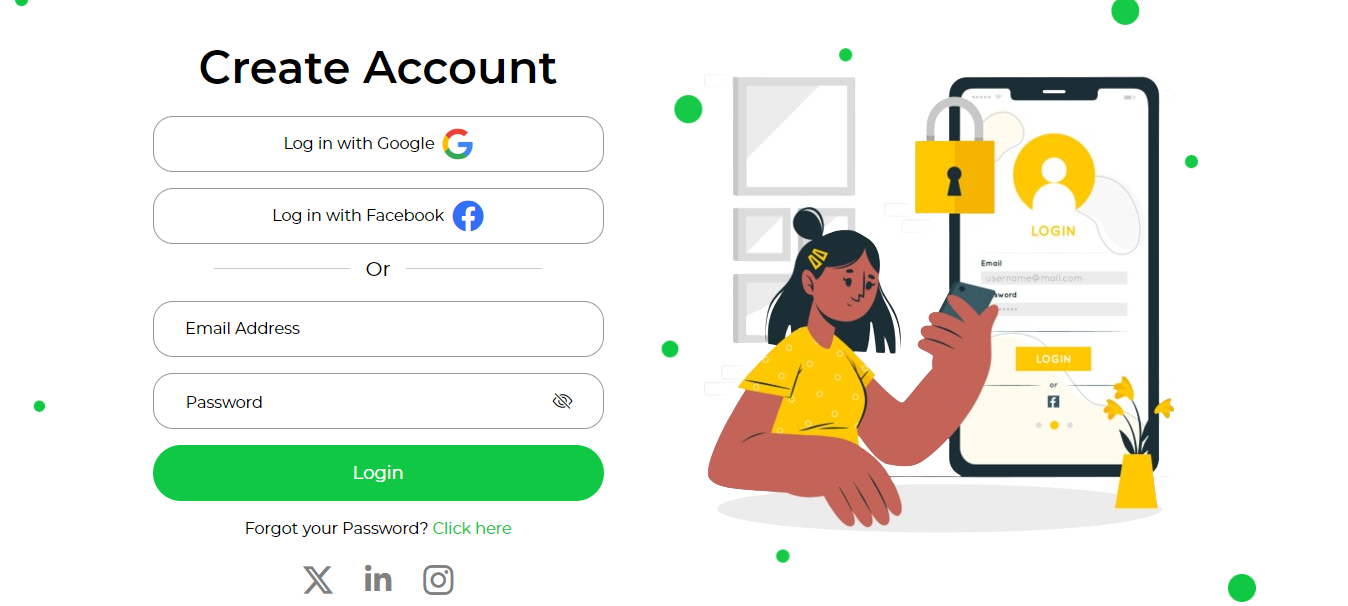 Create Account
Log in with Google
Log in with Facebook
Or
Email Address
Password
Login
Forgot your Password? Click here
LOGIN
Email
username@mail.com
sword
LOGIN
or